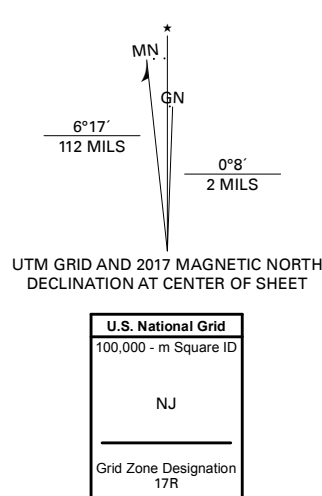 ★
MN
GN
6°17´
112 MILS
0°8´
2 MILS
UTM GRID AND 2017 MAGNETIC NORTH
DECLINATION AT CENTER OF SHEET
U.S. National Grid
100,000 - m Square ID
NJ
Grid Zone Designation
17R